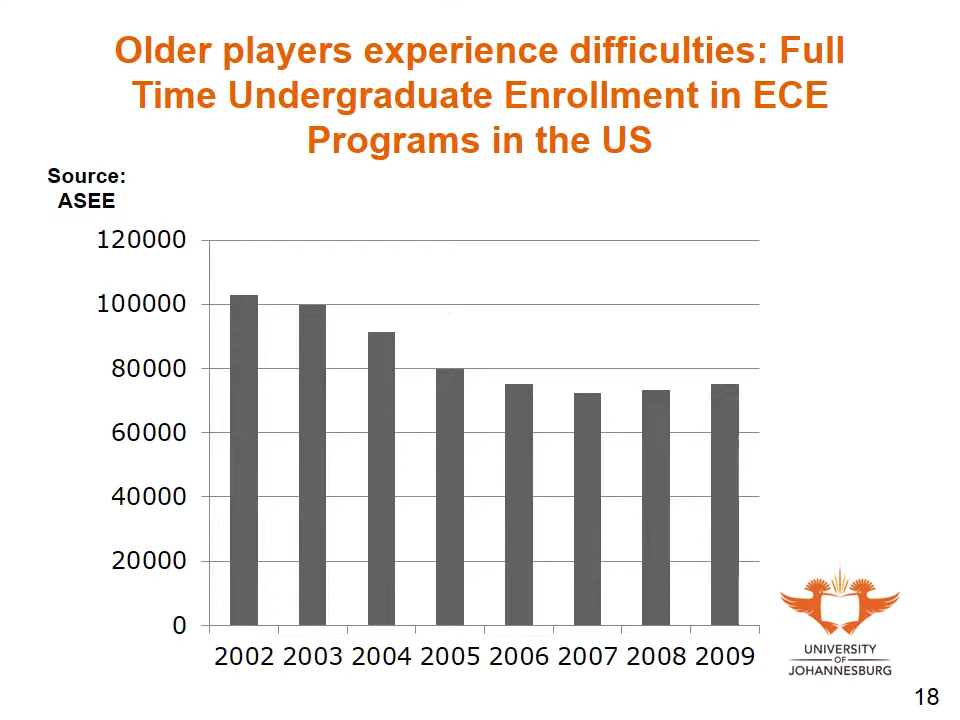 Older players experience difficulties: Full
Time Undergraduate Enrollment in ECE
Programs in the US
Source:
ASEE
120000
100000
80000
60000
40000
20000
0
2002 2003 2004 2005 2006 2007 2008 2009
UNIVERSITY
OF
JOHANNESBURG
18